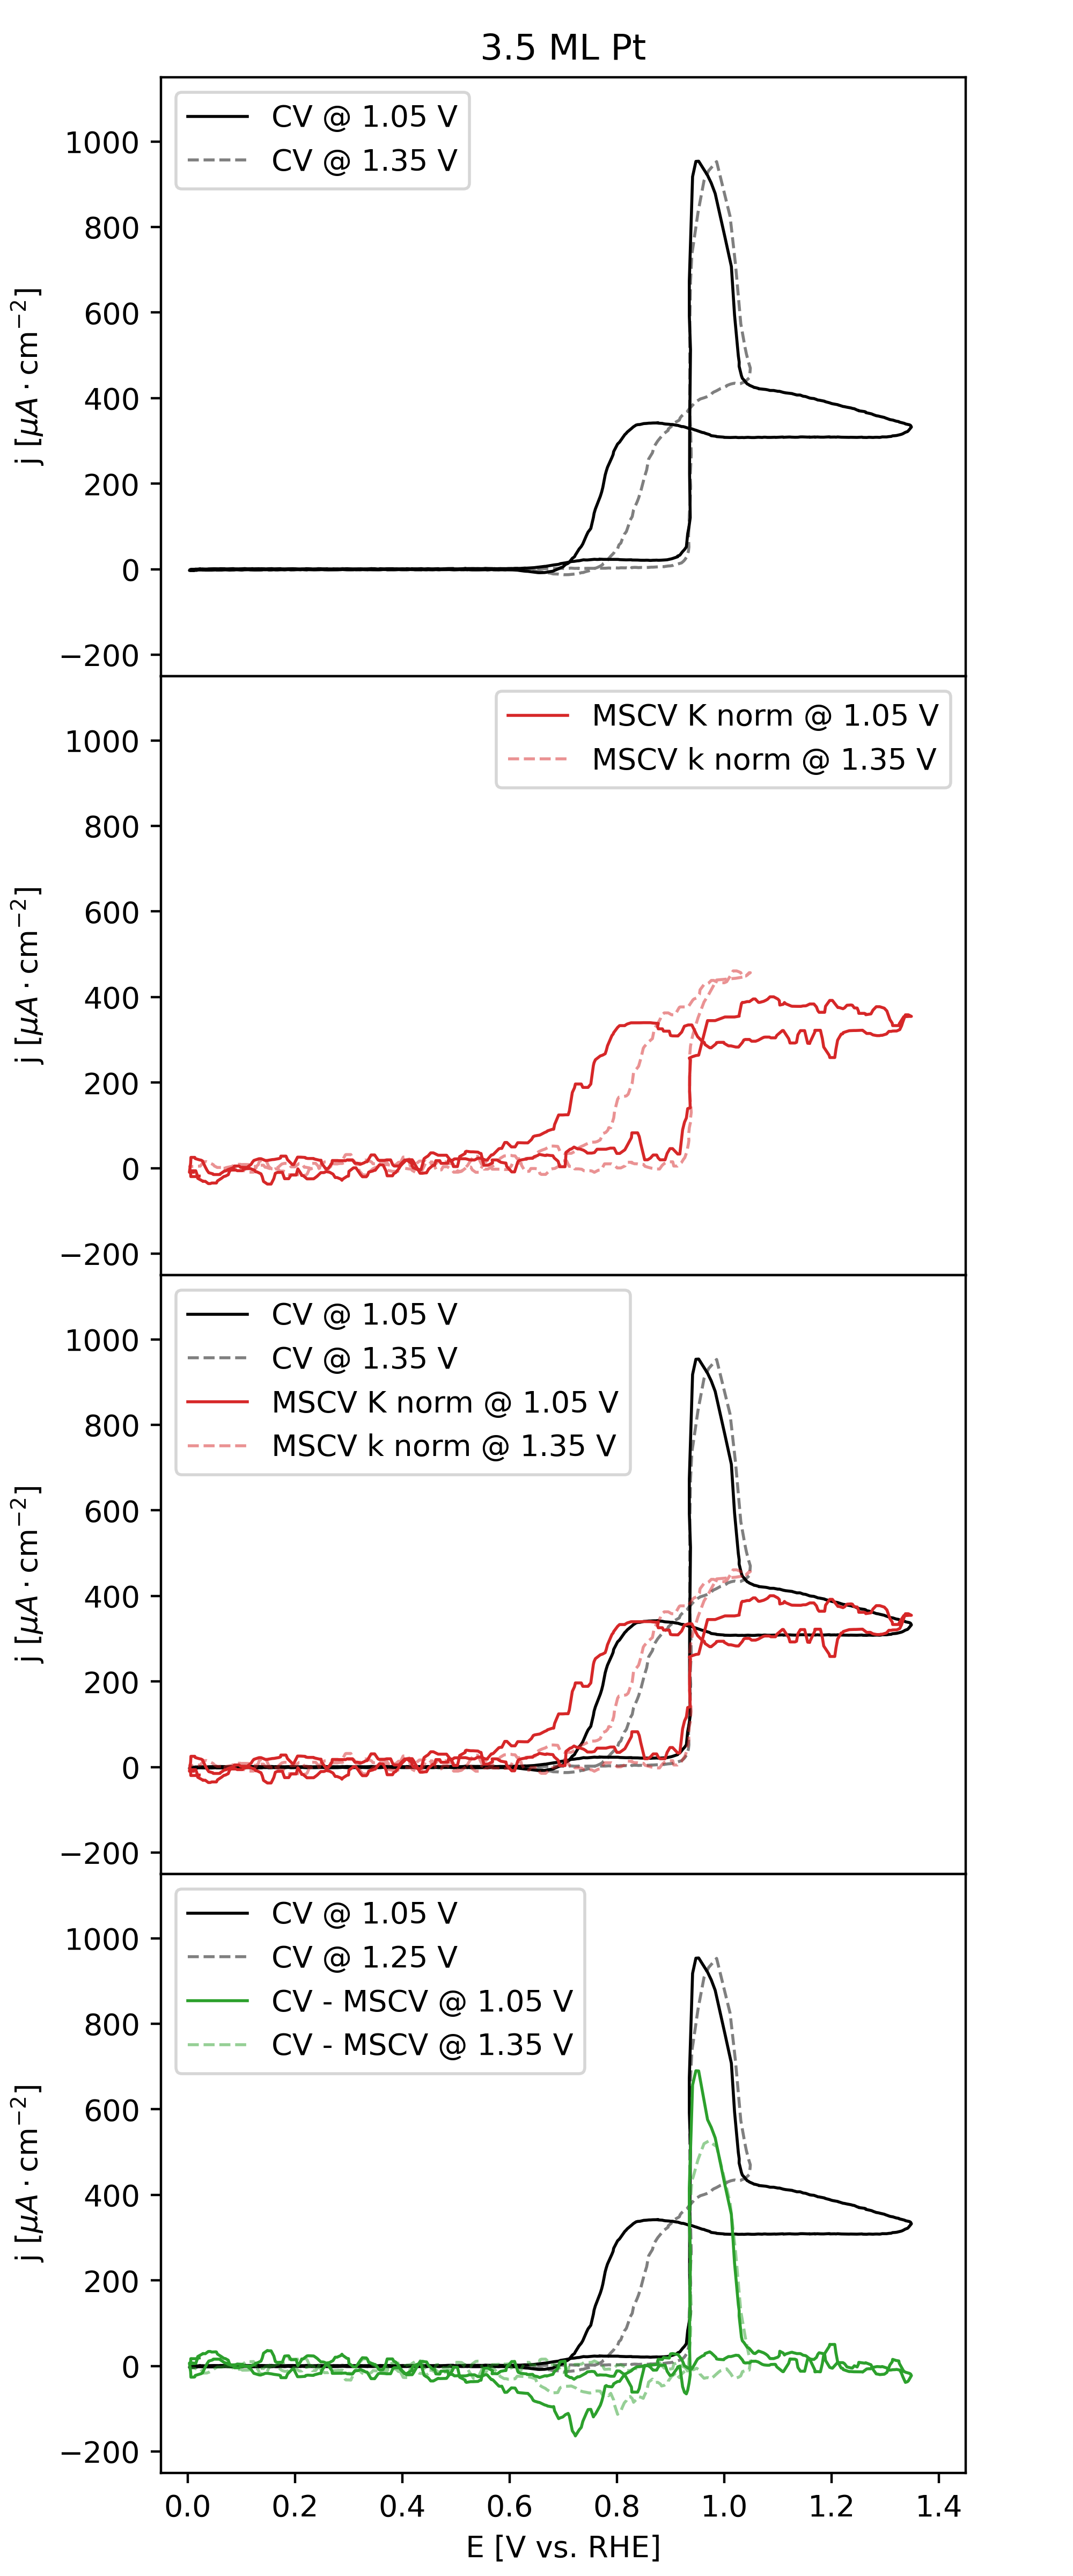 3.5 ML Pt
CV @ 1.05 V
CV @ 1.35 V
1000
800
600
400
200
0
−200
j [μA · cm⁻²]
MSCV K norm @ 1.05 V
MSCV k norm @ 1.35 V
1000
800
600
400
200
0
−200
j [μA · cm⁻²]
CV @ 1.05 V
CV @ 1.35 V
MSCV K norm @ 1.05 V
MSCV k norm @ 1.35 V
1000
800
600
400
200
0
−200
j [μA · cm⁻²]
CV @ 1.05 V
CV @ 1.25 V
CV - MSCV @ 1.05 V
CV - MSCV @ 1.35 V
1000
800
600
400
200
0
−200
j [μA · cm⁻²]
0.0 0.2 0.4 0.6 0.8 1.0 1.2 1.4
E [V vs. RHE]